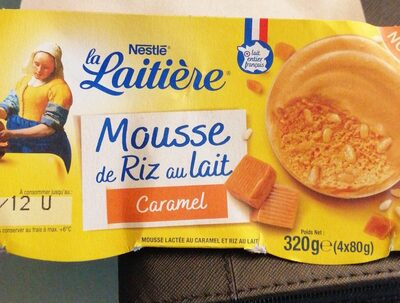 Nestlé®
la
Laitière®
lait
entier
français
NO
Mousse
de Riz au lait
Caramel
À consommer jusqu'au :
/12 U
conserver au frais à max. +6°C
MOUSSE LACTÉE AU CARAMEL ET RIZ AU LAIT
Poids Net :
320g e (4x80g)